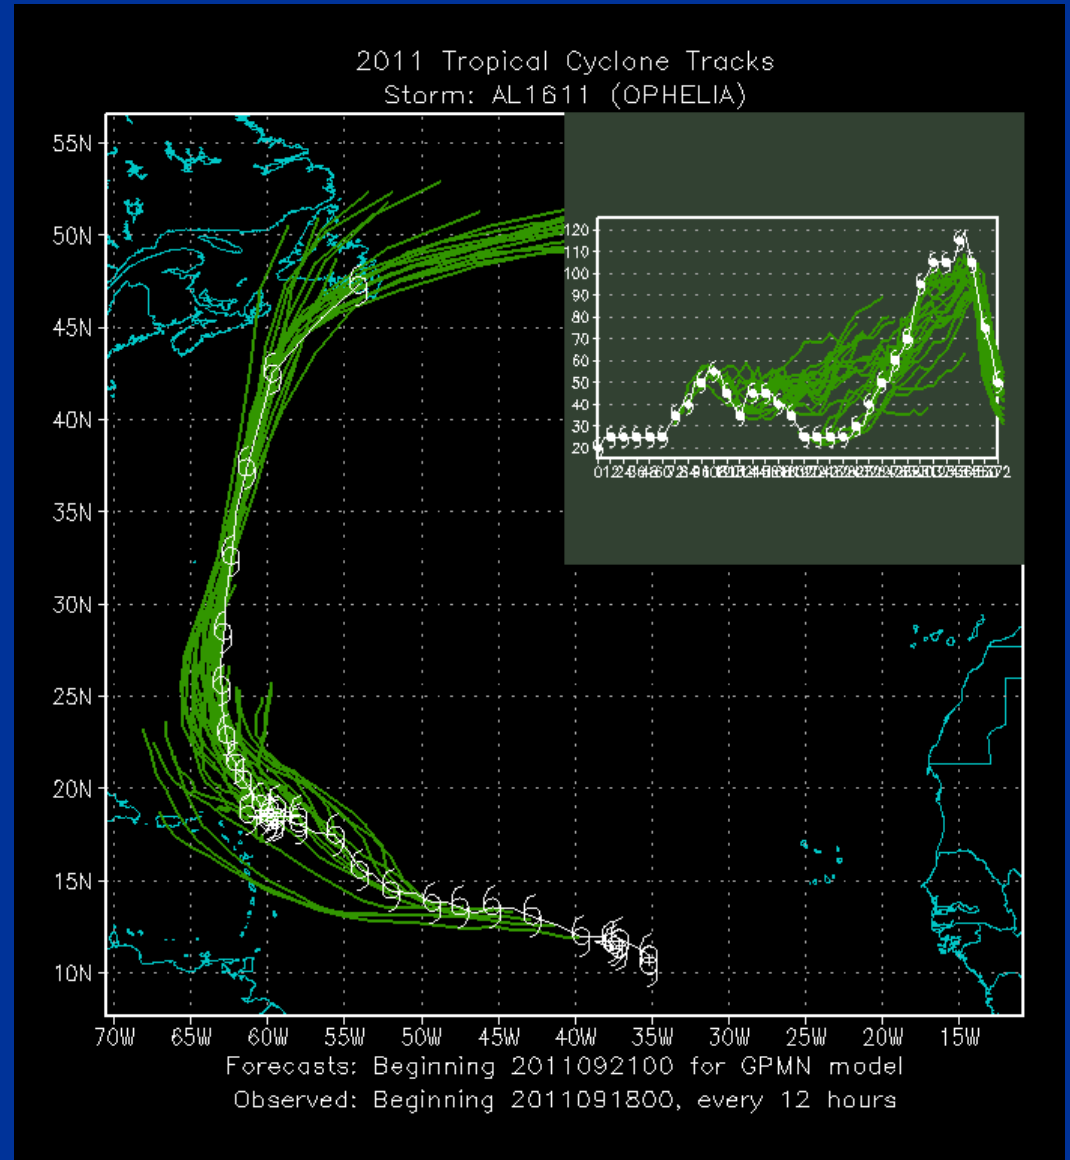 2011 Tropical Cyclone Tracks
Storm: AL1611 (OPHELIA)
55N
50N
45N
40N
35N
30N
25N
20N
15N
10N
120
110
100
90
80
70
60
50
40
30
20
70W 65W 60W 55W 50W 45W 40W 35W 30W 25W 20W 15W
Forecasts: Beginning 2011092100 for GPMN model
Observed: Beginning 2011091800, every 12 hours